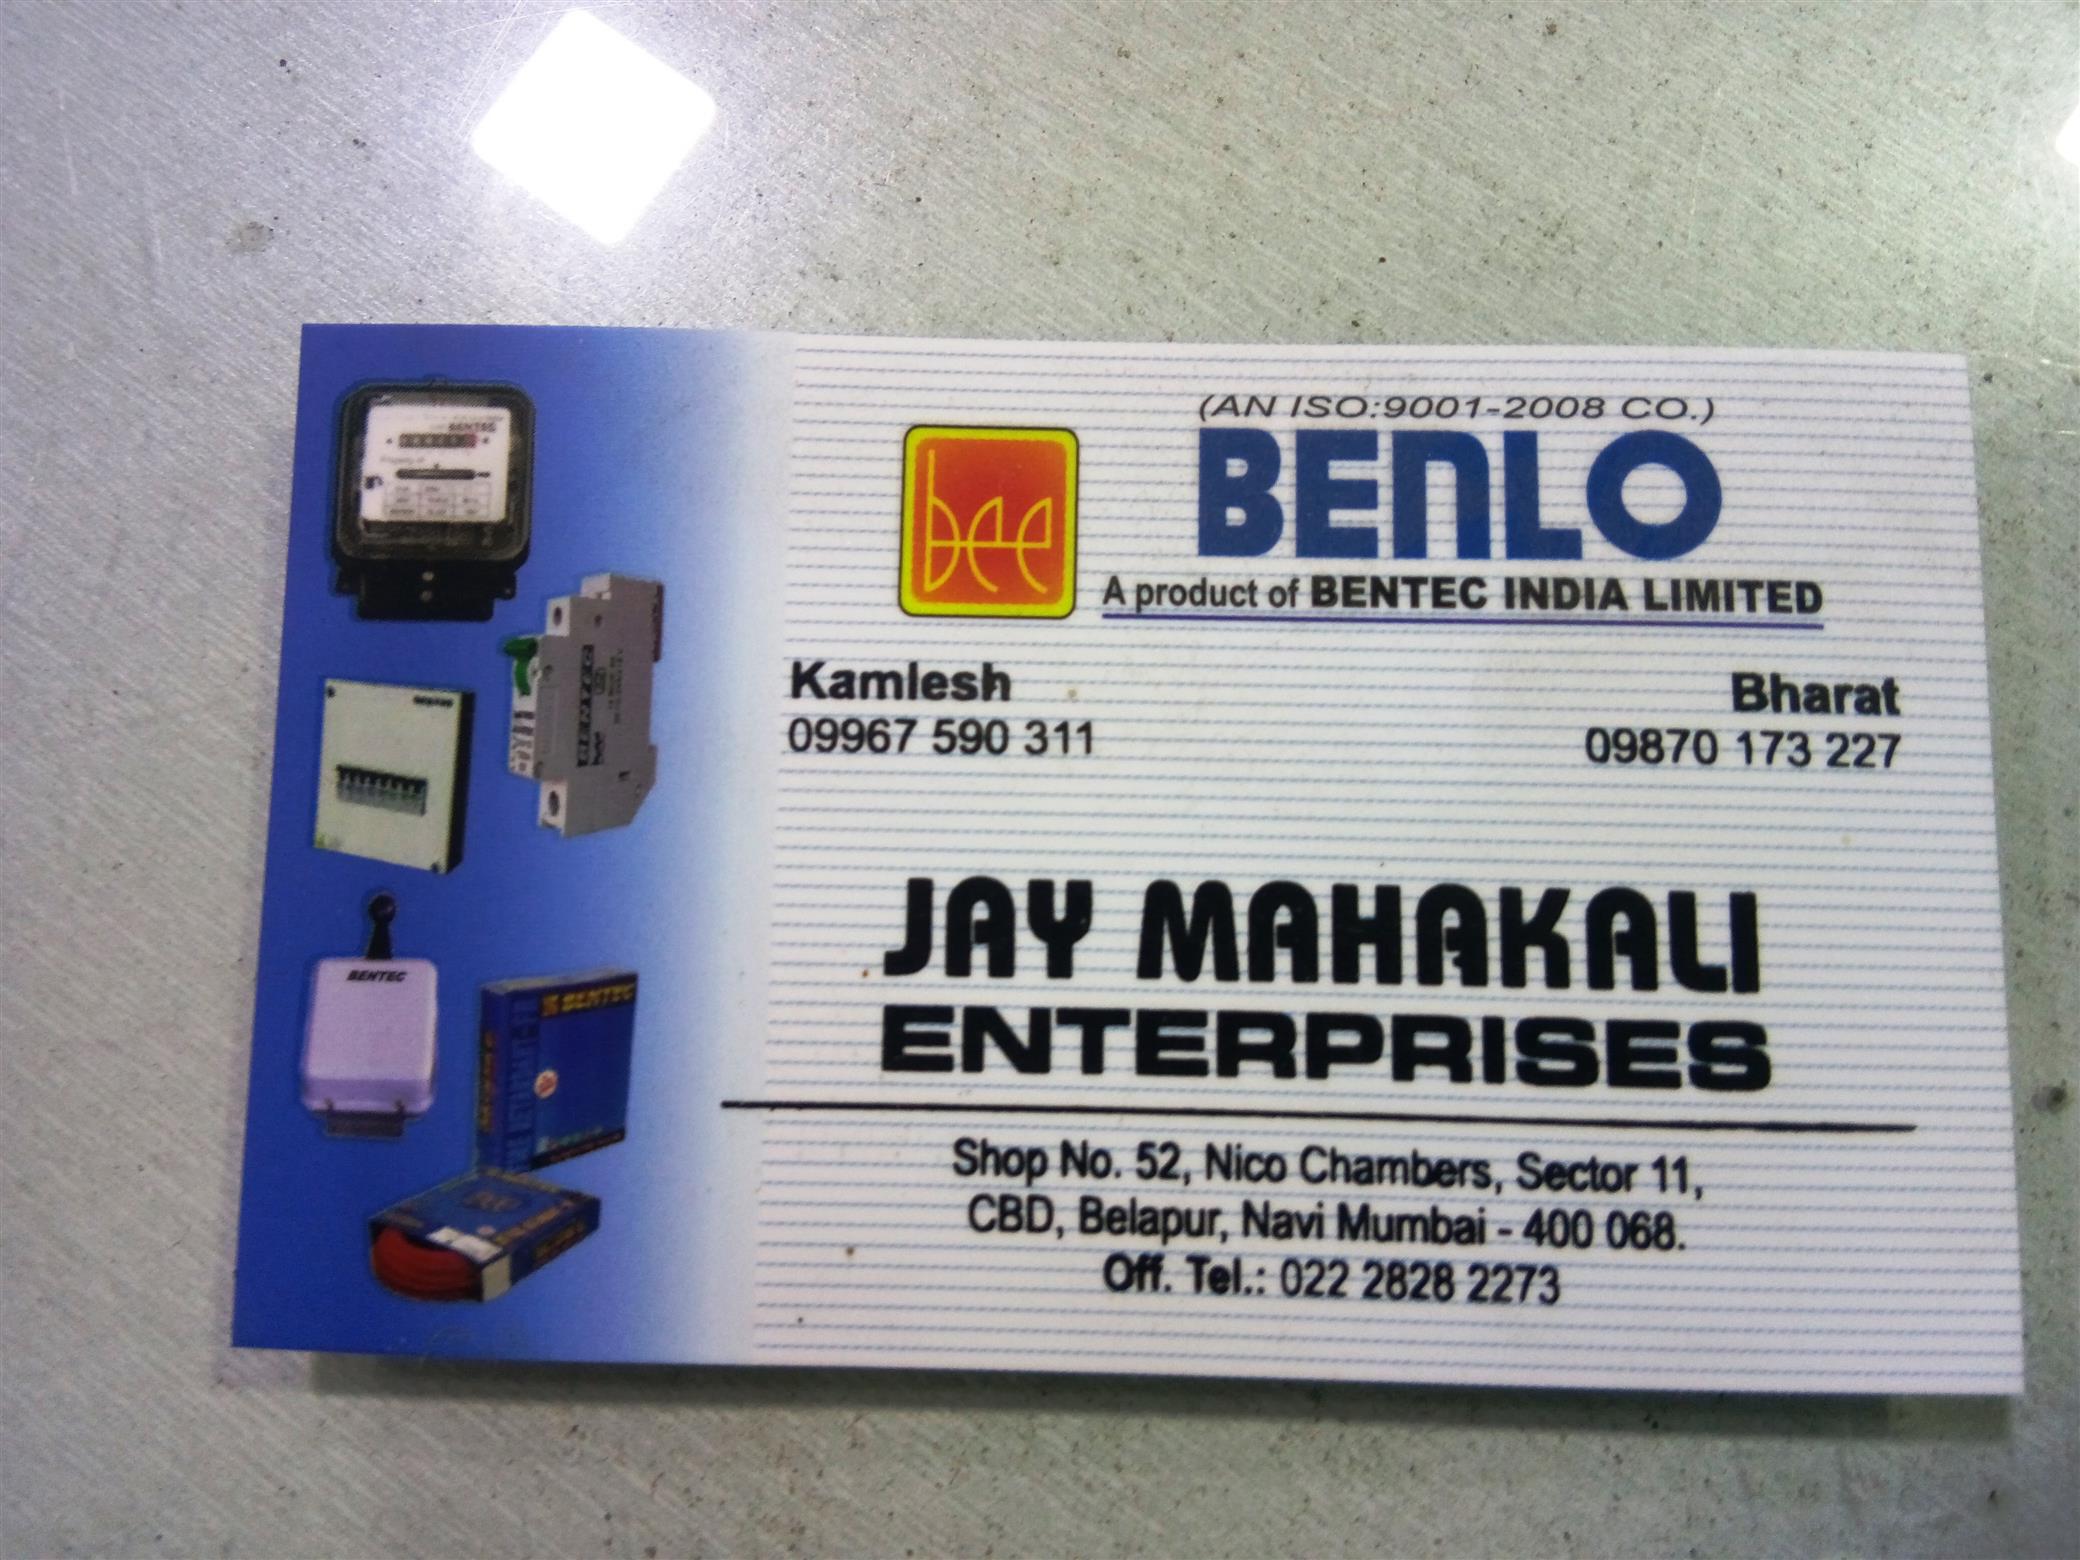 (AN ISO:9001-2008 CO.)
bee
BENLO
A product of BENTEC INDIA LIMITED
Kamlesh
09967 590 311
Bharat
09870 173 227
JAY MAHAKALI
ENTERPRISES
Shop No. 52, Nico Chambers, Sector 11,
CBD, Belapur, Navi Mumbai - 400 068.
Off. Tel.: 022 2828 2273
BENTEC
BENTEC
BENTEC
BENTEC